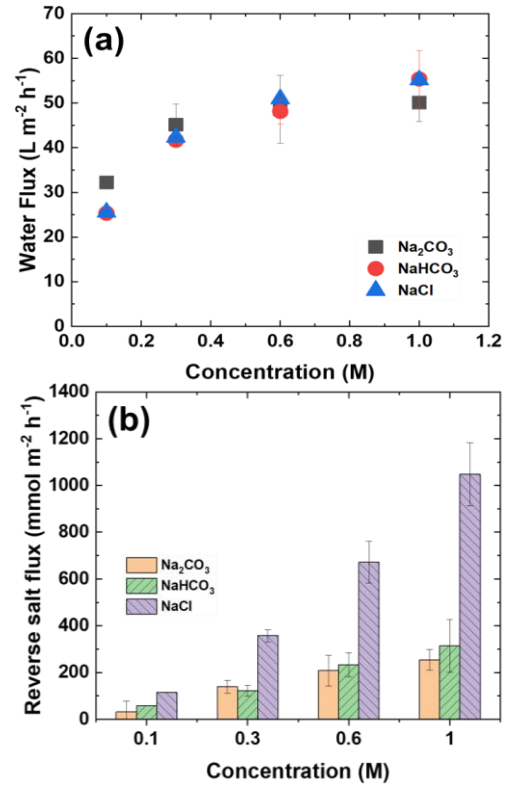 (a)
Water Flux (L m⁻² h⁻¹)
70
60
50
40
30
20
10
0
Na₂CO₃
NaHCO₃
NaCl
0.0 0.2 0.4 0.6 0.8 1.0 1.2
Concentration (M)
(b)
Reverse salt flux (mmol m⁻² h⁻¹)
1400
1200
1000
800
600
400
200
0
Na₂CO₃
NaHCO₃
NaCl
0.1 0.3 0.6 1
Concentration (M)